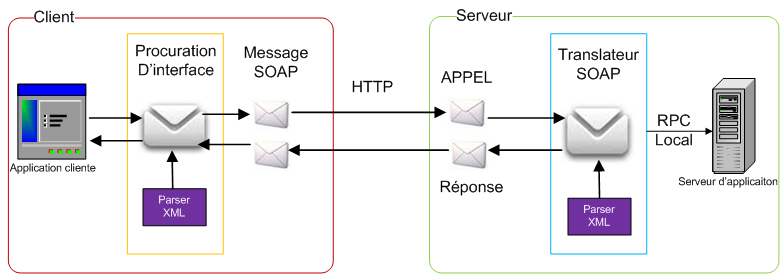 Client
Serveur
Procuration
D'interface
Message
SOAP
HTTP
APPEL
Translateur
SOAP
RPC
Local
Application cliente
Serveur d'applicaiton
Réponse
Parser
XML
Parser
XML